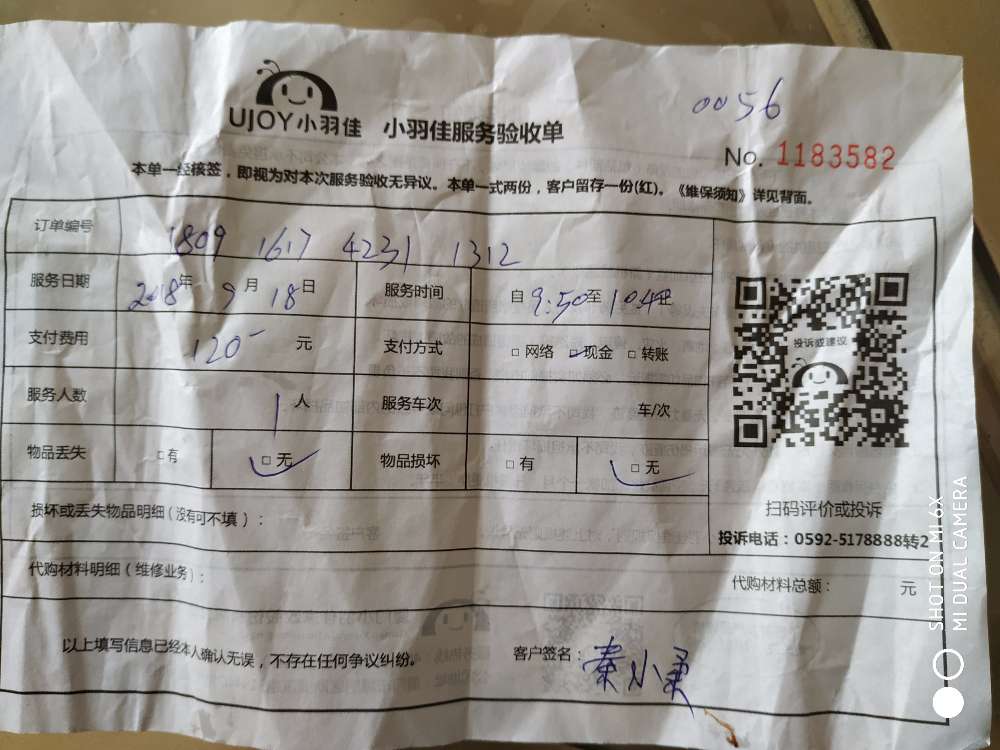 0056
UJOY小羽佳 小羽佳服务验收单
No. 1183582
本单一经核签，即视为对本次服务验收无异议。本单一式两份，客户留存一份(红)。《维保须知》详见背面。
订单编号 1809 1617 4231 1312
服务日期 2018年 9月 18日 服务时间 自 9:50 至 10:4
支付费用 120 元 支付方式 □ 网络 □ 现金 □ 转账
服务人数 1 人 服务车次 车/次
物品丢失 □ 有 □ 无 物品损坏 □ 有 □ 无
损坏或丢失物品明细（没有可不填）：
投诉或建议
扫码评价或投诉
投诉电话：0592-5178888转2
代购材料明细（维修业务）： 代购材料总额： 元
以上填写信息已经本人确认无误，不存在任何争议纠纷。 客户签名： 秦小
SHOT ON MI 6X
MI DUAL CAMERA